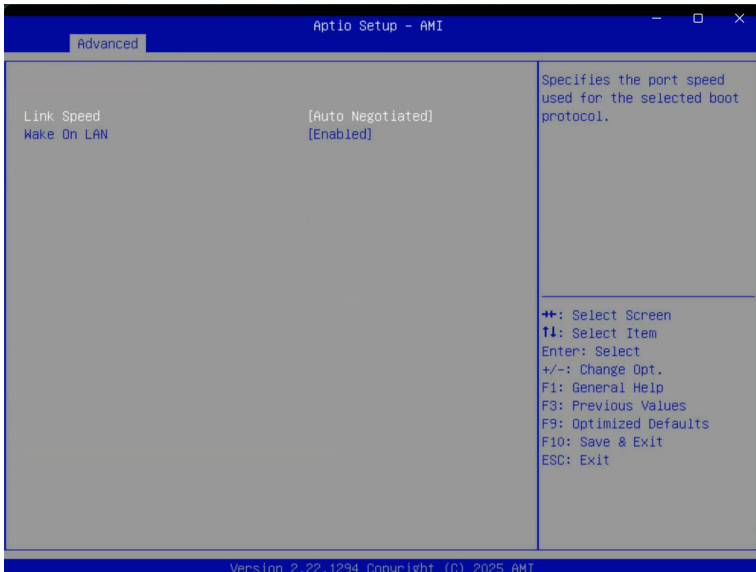 Aptio Setup – AMI
Advanced
Link Speed [Auto Negotiated]
Wake On LAN [Enabled]
Specifies the port speed
used for the selected boot
protocol.
→←: Select Screen
↑↓: Select Item
Enter: Select
+/-: Change Opt.
F1: General Help
F3: Previous Values
F9: Optimized Defaults
F10: Save & Exit
ESC: Exit
Version 2.22.1294 Copyright (C) 2025 AMI